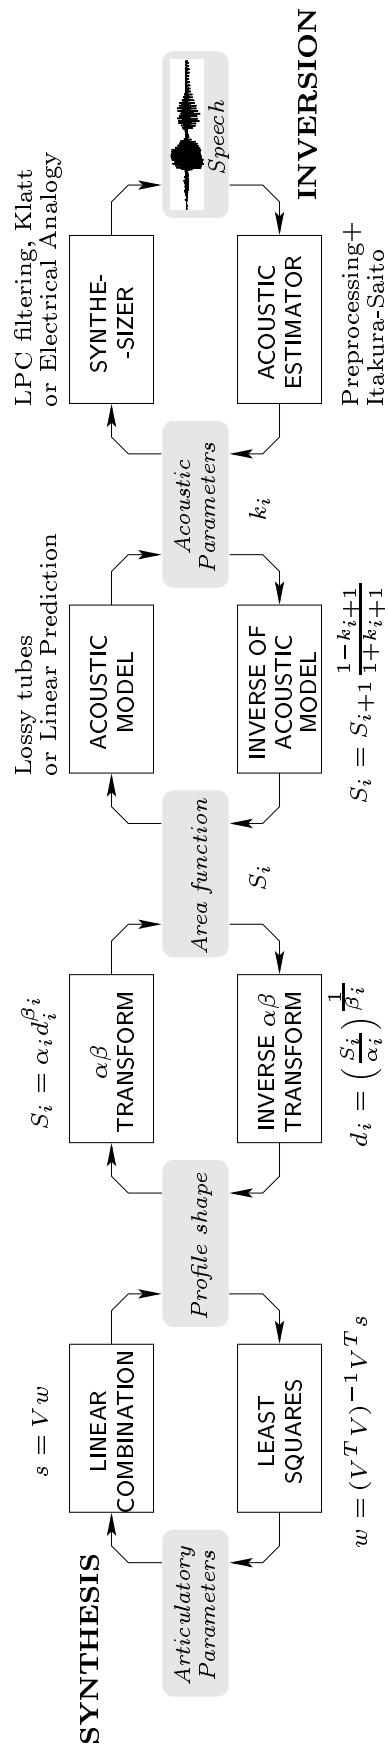 SYNTHESIS
s = V w
S_i = α_i d_i^{β_i}
Lossy tubes
or Linear Prediction
LPC filtering, Klatt
or Electrical Analogy
LINEAR
COMBINATION
αβ
TRANSFORM
ACOUSTIC
MODEL
SYNTHE-
-SIZER
Articulatory
Parameters
Profile shape
Area function
Acoustic
Parameters
Speech
S_i
k_i
LEAST
SQUARES
INVERSE αβ
TRANSFORM
INVERSE OF
ACOUSTIC
MODEL
ACOUSTIC
ESTIMATOR
INVERSION
w = (V^T V)^{-1} V^T s
d_i = (S_i/α_i)^{1/β_i}
S_i = S_{i+1} \frac{1-k_{i+1}}{1+k_{i+1}}
Preprocessing+
Itakura-Saito